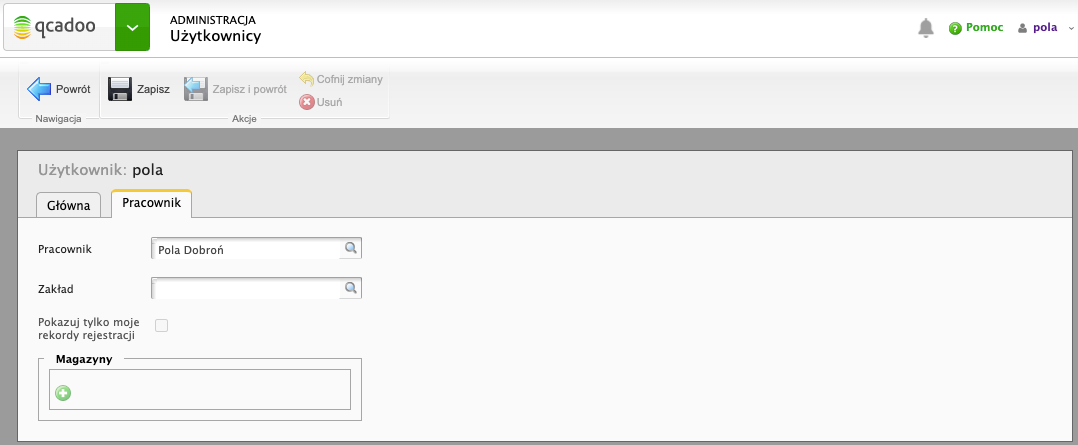 qcadoo
ADMINISTRACJA
Użytkownicy
Pomoc
pola
Powrót
Nawigacja
Zapisz
Zapisz i powrót
Cofnij zmiany
Usuń
Akcje
Użytkownik: pola
Główna
Pracownik
Pracownik
Pola Dobroń
Zakład
Pokazuj tylko moje
rekordy rejestracji
Magazyny